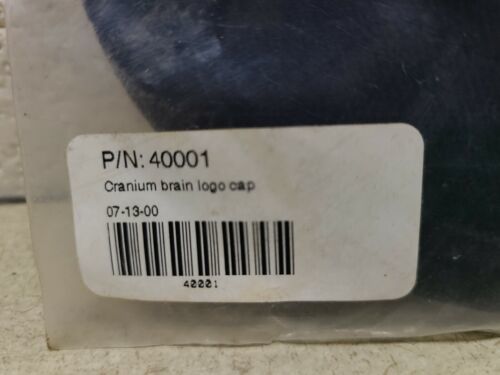 P/N: 40001
Cranium brain logo cap
07-13-00
40001